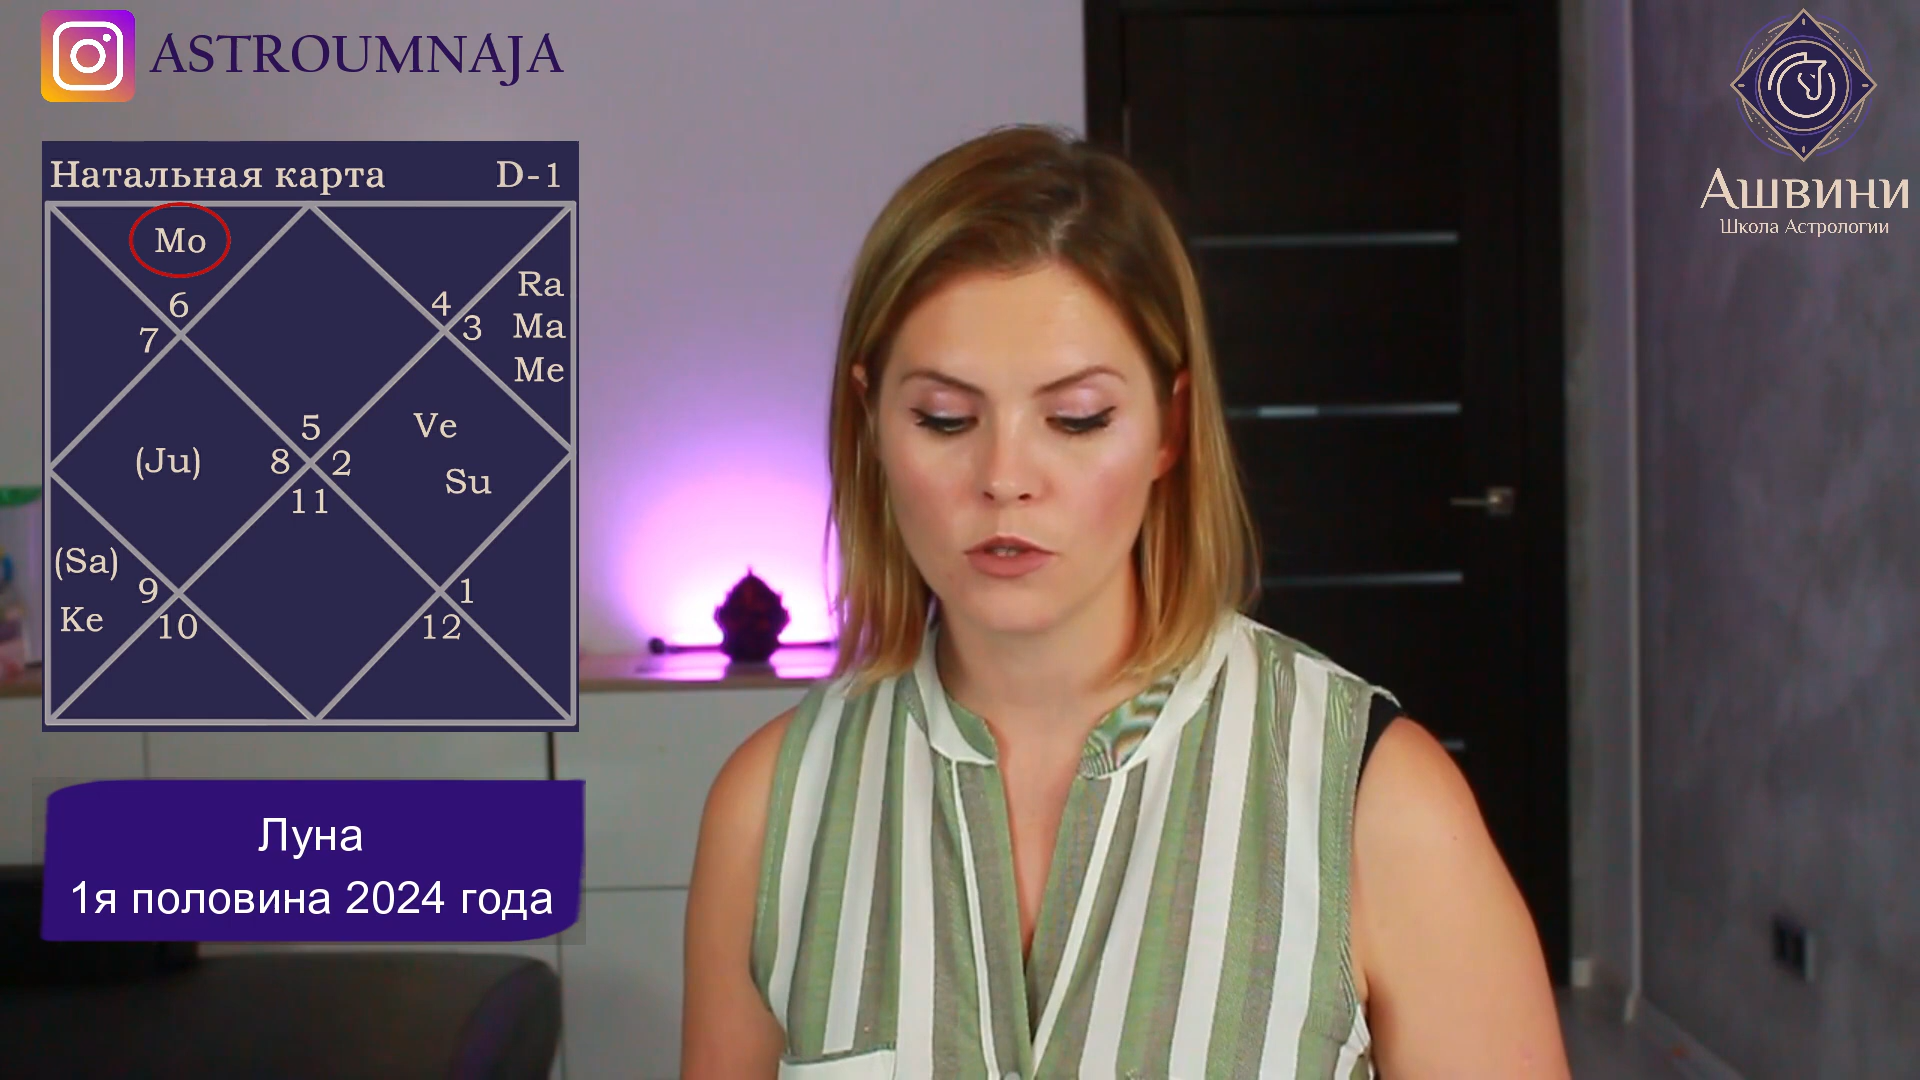 ASTROUMNAJA
Ашвини
Школа Астрологии
Натальная карта D-1
Mo
6
7
4
3
Ra
Ma
Me
5
8
2
11
Ve
Su
(Ju)
(Sa)
Ke
9
10
1
12
Луна
1я половина 2024 года